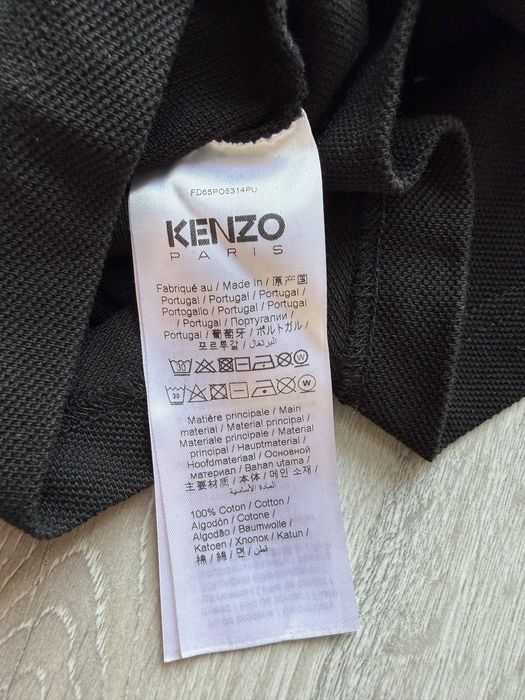 FD65PO5314PU
KENZO
PARIS
Fabriqué au / Made In / 原产国
Portugal / Portugal / Portugal /
Portogallo / Portugal / Portugal
/ Portugal / Португалии /
Portugal / 葡萄牙 / ポルトガル /
포르투갈 / البرتغال /
30 W
30 W
Matière principale / Main
material / Material principal /
Materiale principale / Material
principal / Hauptmaterial /
Hoofdmateriaal / Основной
материал / Bahan utama /
主要材质 / 本体 / 메인 소재 /
المادة الأساسية
100% Coton / Cotton /
Algodón / Cotone /
Algodão / Baumwolle /
Katoen / Хлопок / Katun /
棉 / 綿 / 면 / قطن